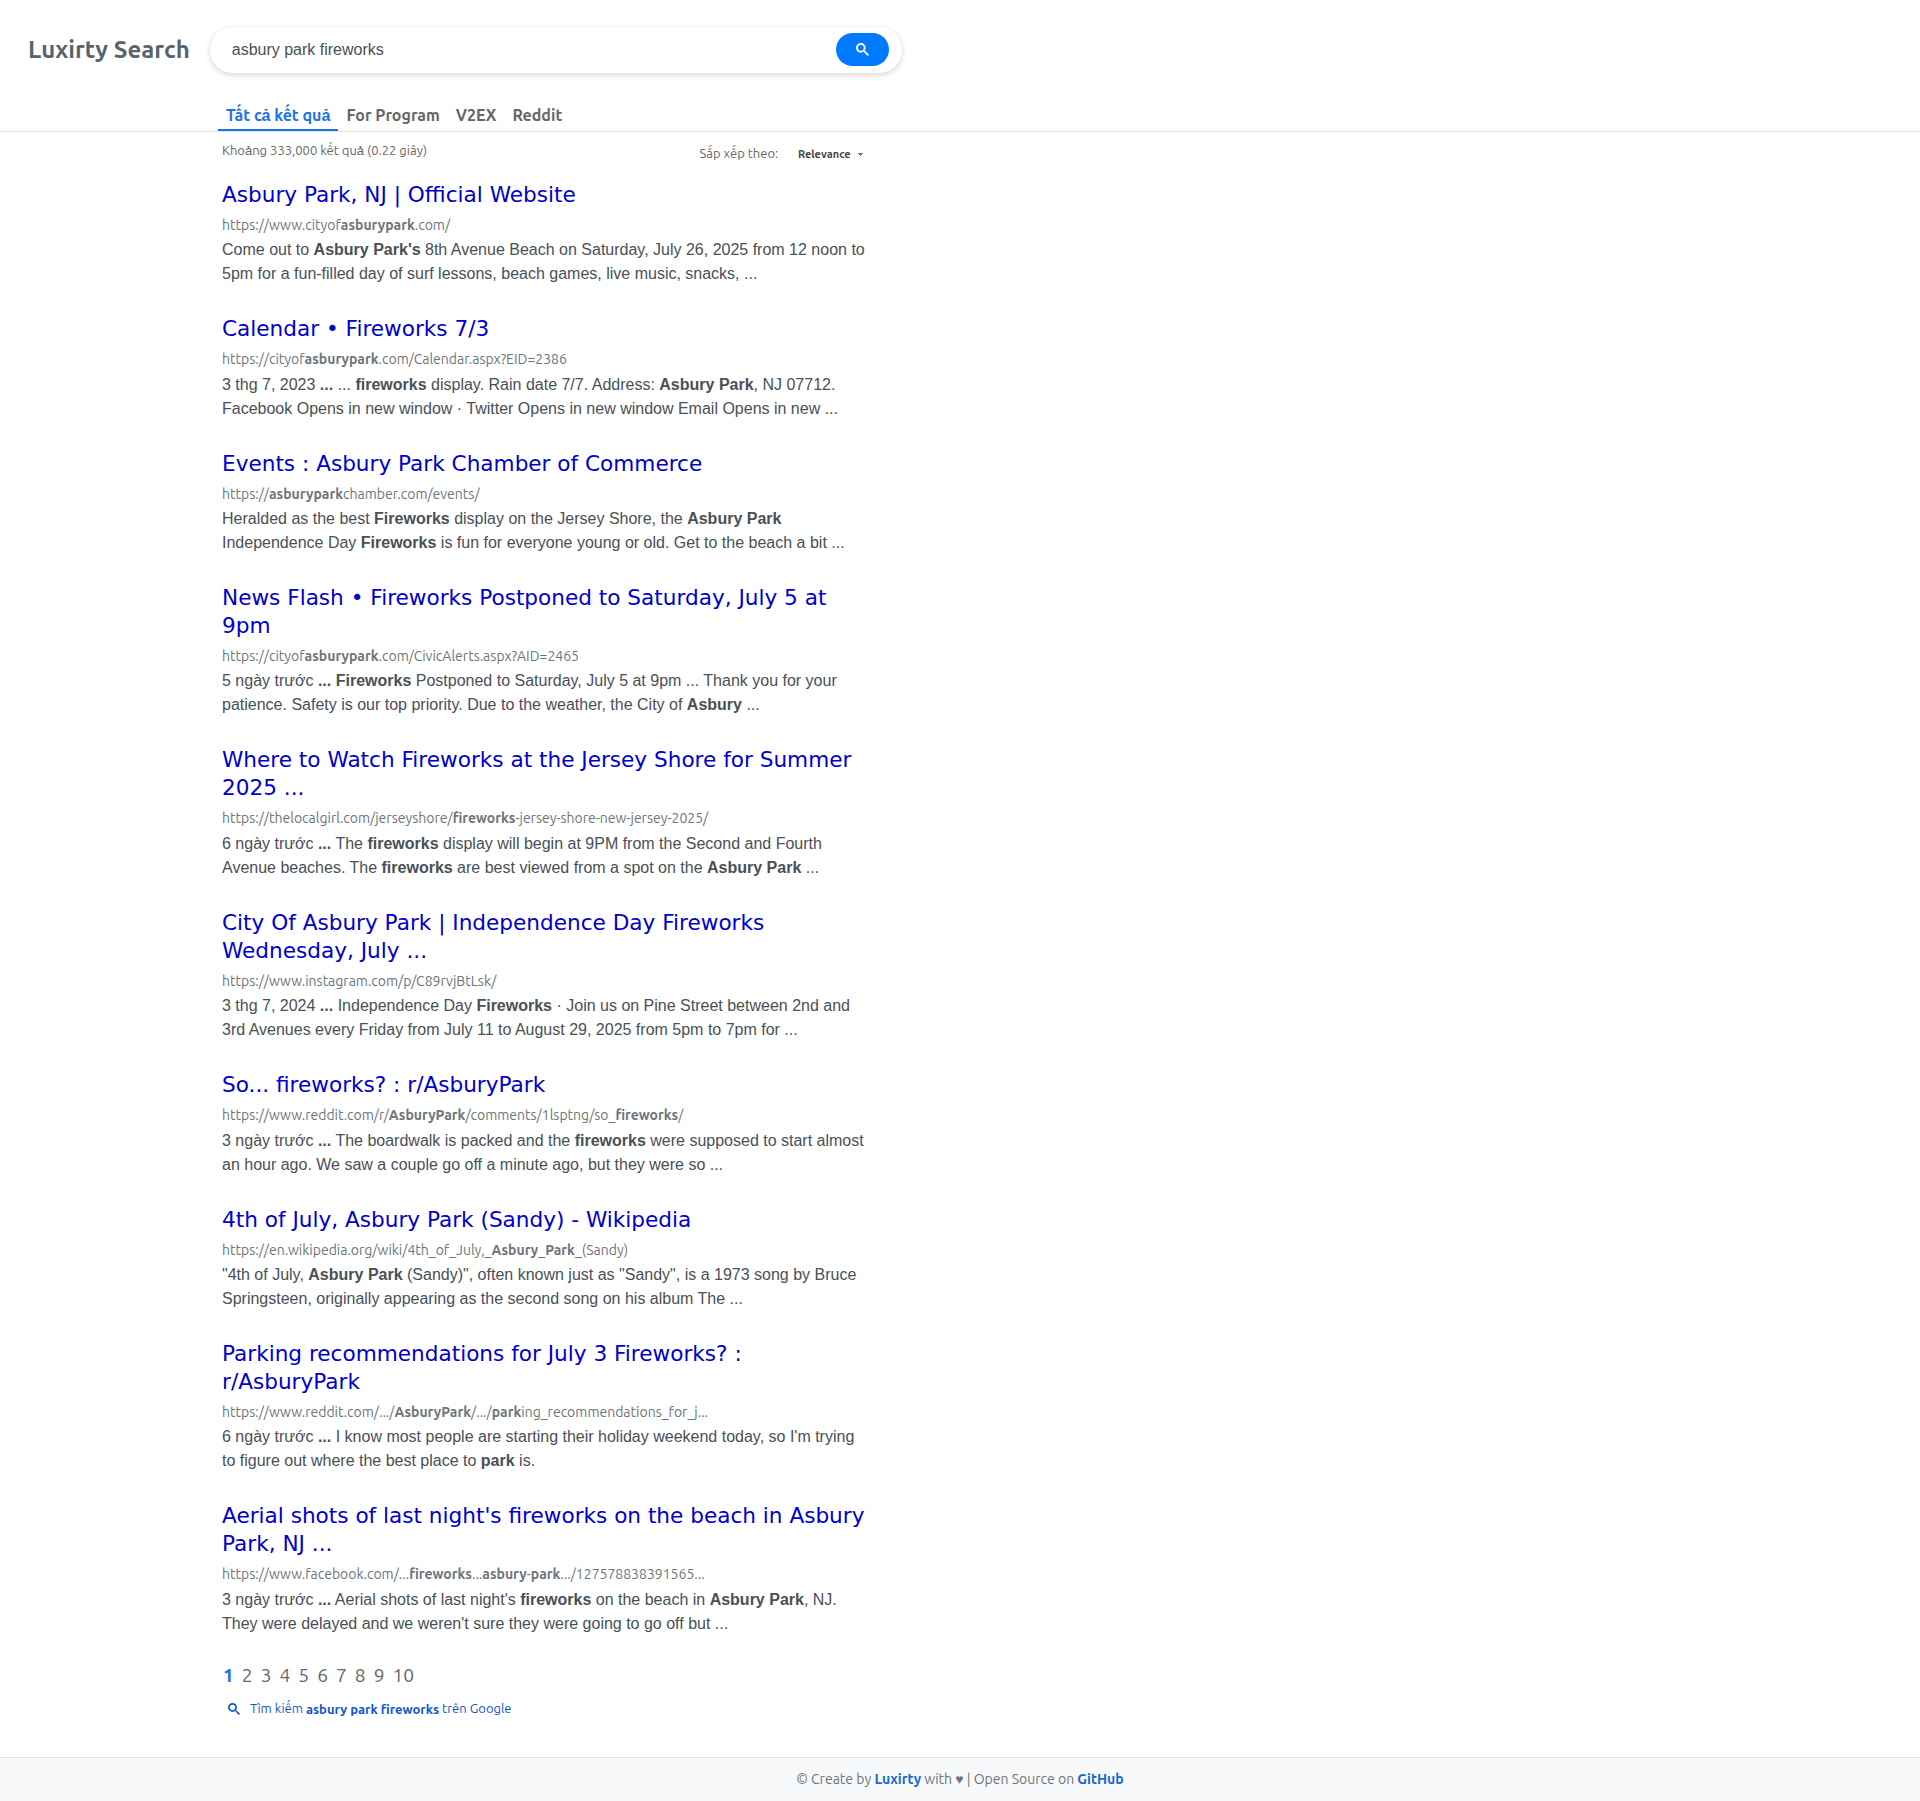 Luxirty Search
asbury park fireworks
Tất cả kết quả For Program V2EX Reddit
Khoảng 333,000 kết quả (0.22 giây)
Sắp xếp theo: Relevance
Asbury Park, NJ | Official Website
https://www.cityofasburypark.com/
Come out to Asbury Park's 8th Avenue Beach on Saturday, July 26, 2025 from 12 noon to
5pm for a fun-filled day of surf lessons, beach games, live music, snacks, ...
Calendar • Fireworks 7/3
https://cityofasburypark.com/Calendar.aspx?EID=2386
3 thg 7, 2023 ... ... fireworks display. Rain date 7/7. Address: Asbury Park, NJ 07712.
Facebook Opens in new window · Twitter Opens in new window Email Opens in new ...
Events : Asbury Park Chamber of Commerce
https://asburyparkchamber.com/events/
Heralded as the best Fireworks display on the Jersey Shore, the Asbury Park
Independence Day Fireworks is fun for everyone young or old. Get to the beach a bit ...
News Flash • Fireworks Postponed to Saturday, July 5 at
9pm
https://cityofasburypark.com/CivicAlerts.aspx?AID=2465
5 ngày trước ... Fireworks Postponed to Saturday, July 5 at 9pm ... Thank you for your
patience. Safety is our top priority. Due to the weather, the City of Asbury ...
Where to Watch Fireworks at the Jersey Shore for Summer
2025 ...
https://thelocalgirl.com/jerseyshore/fireworks-jersey-shore-new-jersey-2025/
6 ngày trước ... The fireworks display will begin at 9PM from the Second and Fourth
Avenue beaches. The fireworks are best viewed from a spot on the Asbury Park ...
City Of Asbury Park | Independence Day Fireworks
Wednesday, July ...
https://www.instagram.com/p/C89rvjBtLsk/
3 thg 7, 2024 ... Independence Day Fireworks · Join us on Pine Street between 2nd and
3rd Avenues every Friday from July 11 to August 29, 2025 from 5pm to 7pm for ...
So... fireworks? : r/AsburyPark
https://www.reddit.com/r/AsburyPark/comments/1lsptng/so_fireworks/
3 ngày trước ... The boardwalk is packed and the fireworks were supposed to start almost
an hour ago. We saw a couple go off a minute ago, but they were so ...
4th of July, Asbury Park (Sandy) - Wikipedia
https://en.wikipedia.org/wiki/4th_of_July,_Asbury_Park_(Sandy)
"4th of July, Asbury Park (Sandy)", often known just as "Sandy", is a 1973 song by Bruce
Springsteen, originally appearing as the second song on his album The ...
Parking recommendations for July 3 Fireworks? :
r/AsburyPark
https://www.reddit.com/.../AsburyPark/.../parking_recommendations_for_j...
6 ngày trước ... I know most people are starting their holiday weekend today, so I'm trying
to figure out where the best place to park is.
Aerial shots of last night's fireworks on the beach in Asbury
Park, NJ ...
https://www.facebook.com/...fireworks...asbury-park.../127578838391565...
3 ngày trước ... Aerial shots of last night's fireworks on the beach in Asbury Park, NJ.
They were delayed and we weren't sure they were going to go off but ...
1 2 3 4 5 6 7 8 9 10
Tìm kiếm asbury park fireworks trên Google
© Create by Luxirty with ♥ | Open Source on GitHub